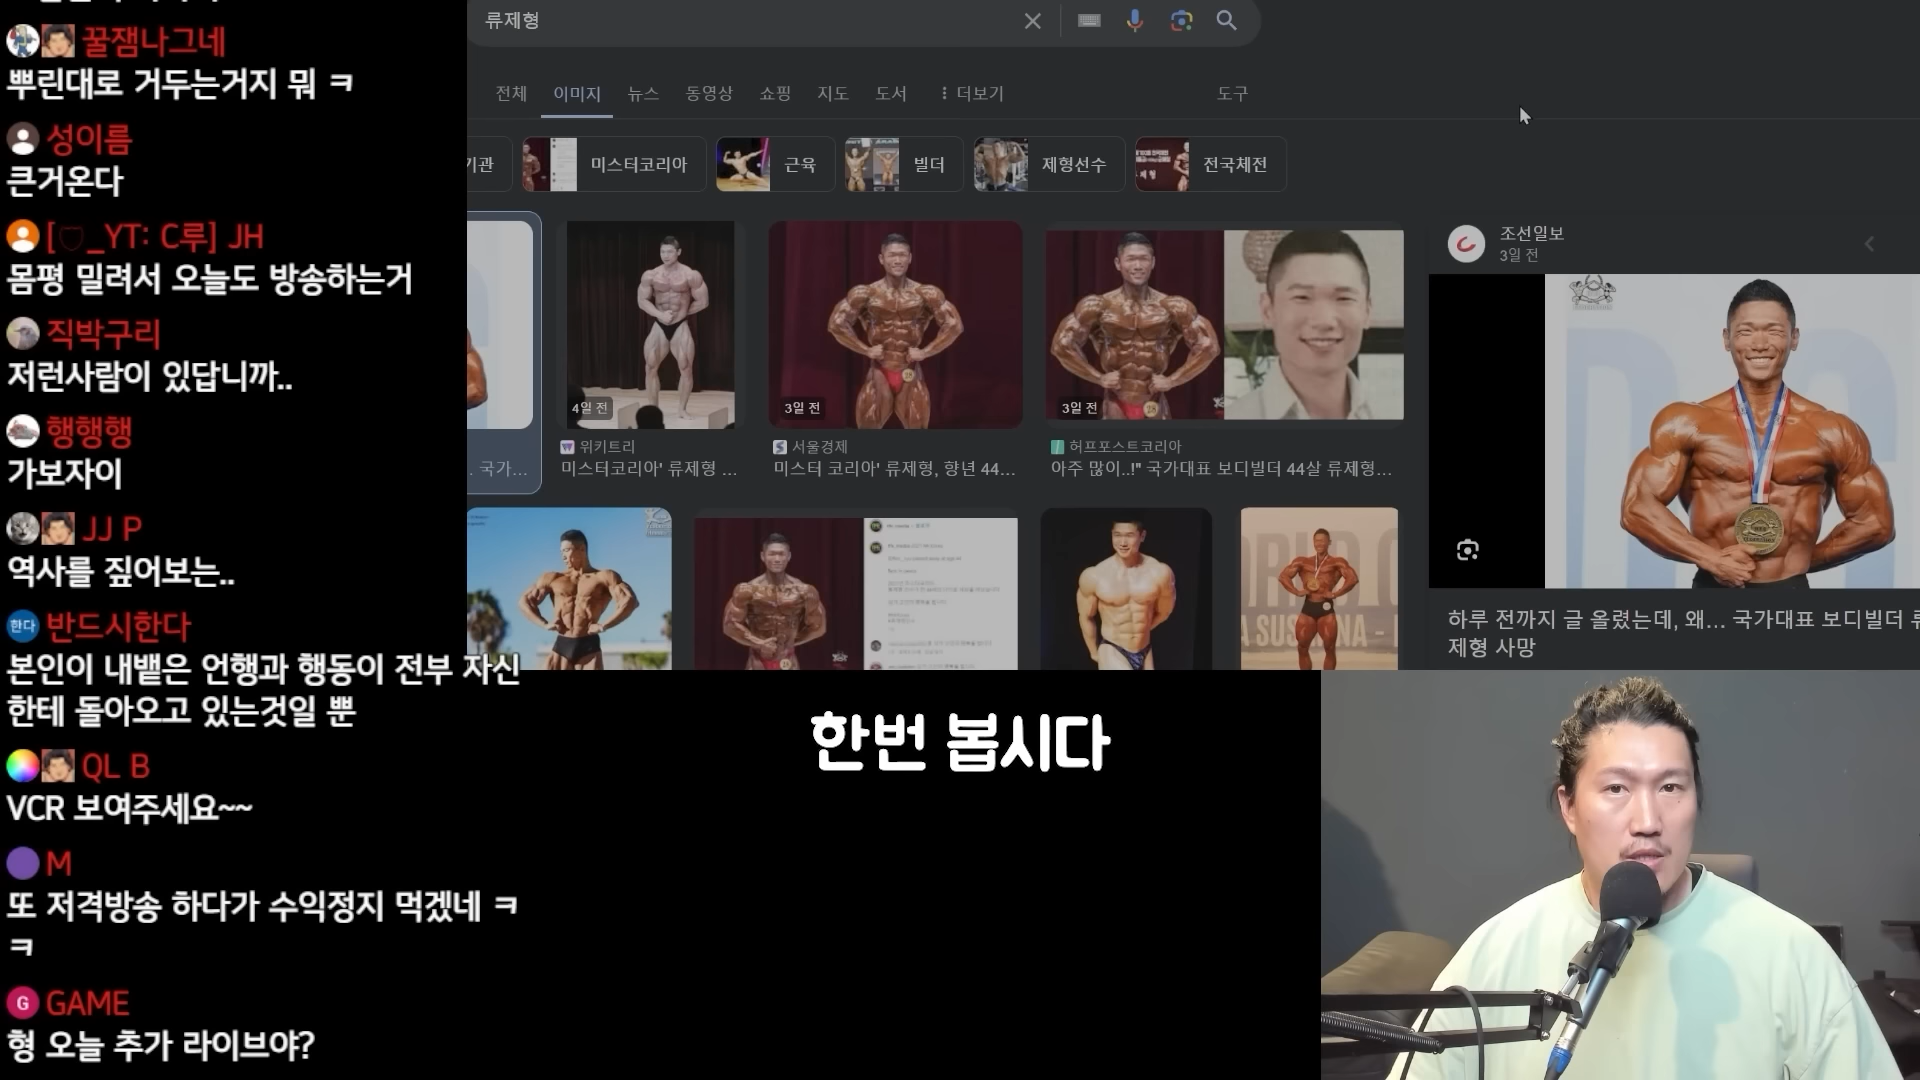 꿀잼나그네
뿌린대로 거두는거지 뭐 ㅋ
성이름
큰거온다
[♡_YT: C루] JH
몸평 밀려서 오늘도 방송하는거
직박구리
저런사람이 있답니까..
행행행
가보자이
JJ P
역사를 짚어보는..
한다 반드시한다
본인이 내뱉은 언행과 행동이 전부 자신
한테 돌아오고 있는것일 뿐
QL B
VCR 보여주세요~~
M
또 저격방송 하다가 수익정지 먹겠네 ㅋ
ㅋ
G GAME
형 오늘 추가 라이브야?
류제형
전체 이미지 뉴스 동영상 쇼핑 지도 도서 더보기 도구
기관 미스터코리아 근육 빌더 제형선수 전국체전
4일 전
3일 전
3일 전
위키트리
서울경제
허프포스트코리아
. 국가...
미스터코리아' 류제형 ...
미스터 코리아' 류제형, 향년 44...
아주 많이..!" 국가대표 보디빌더 44살 류제형...
조선일보
3일 전
하루 전까지 글 올렸는데, 왜... 국가대표 보디빌더 류
제형 사망
한번 봅시다